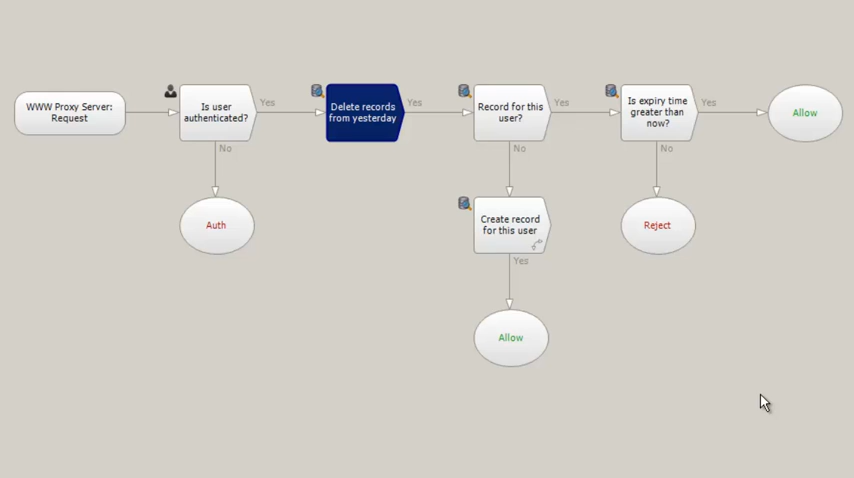 WWW Proxy Server:
Request
Is user
authenticated?
Yes
Delete records
from yesterday
Yes
Record for this
user?
Yes
Is expiry time
greater than
now?
Yes
Allow
No
No
No
Auth
Create record
for this user
Reject
Yes
Allow